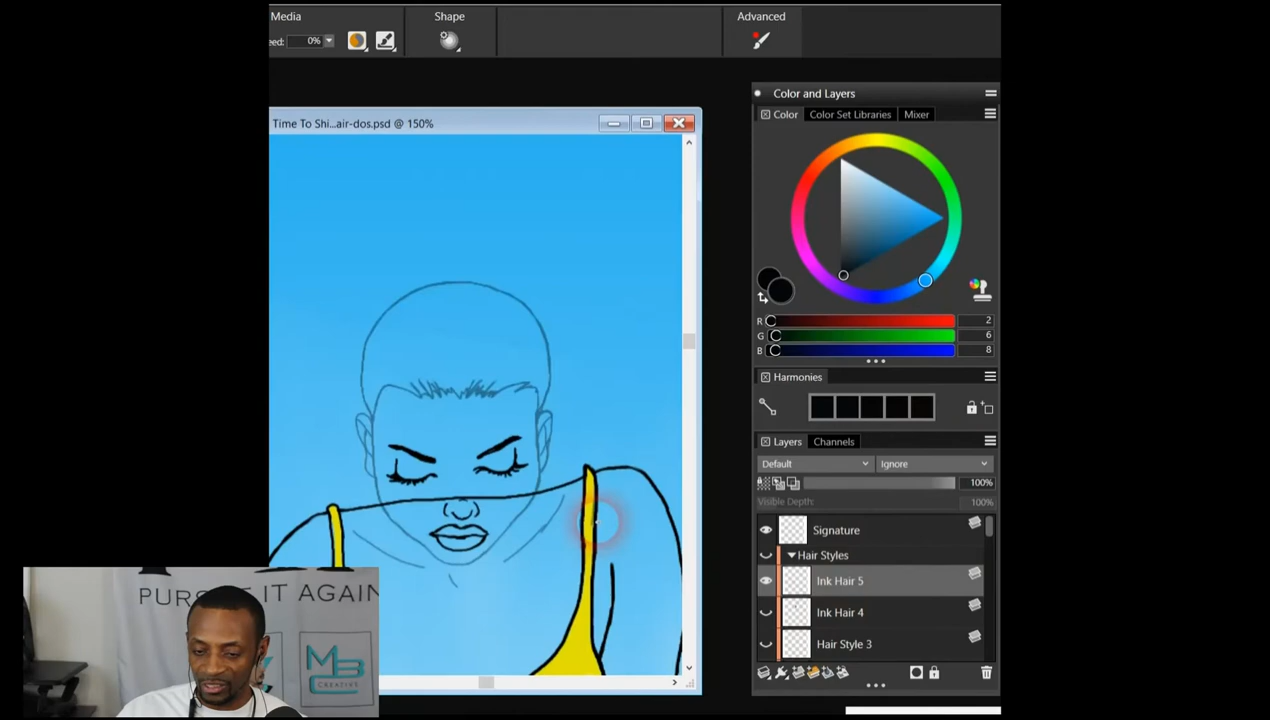 Media
Shape
Advanced
eed: 0%
Color and Layers
Time To Shi...air-dos.psd @ 150%
Color
Color Set Libraries
Mixer
R 2
G 6
B 8
Harmonies
Layers
Channels
Default
Ignore
100%
Visible Depth: 100%
Signature
Hair Styles
Ink Hair 5
Ink Hair 4
Hair Style 3
PURSUE IT AGAIN
MBC
CREATIVE